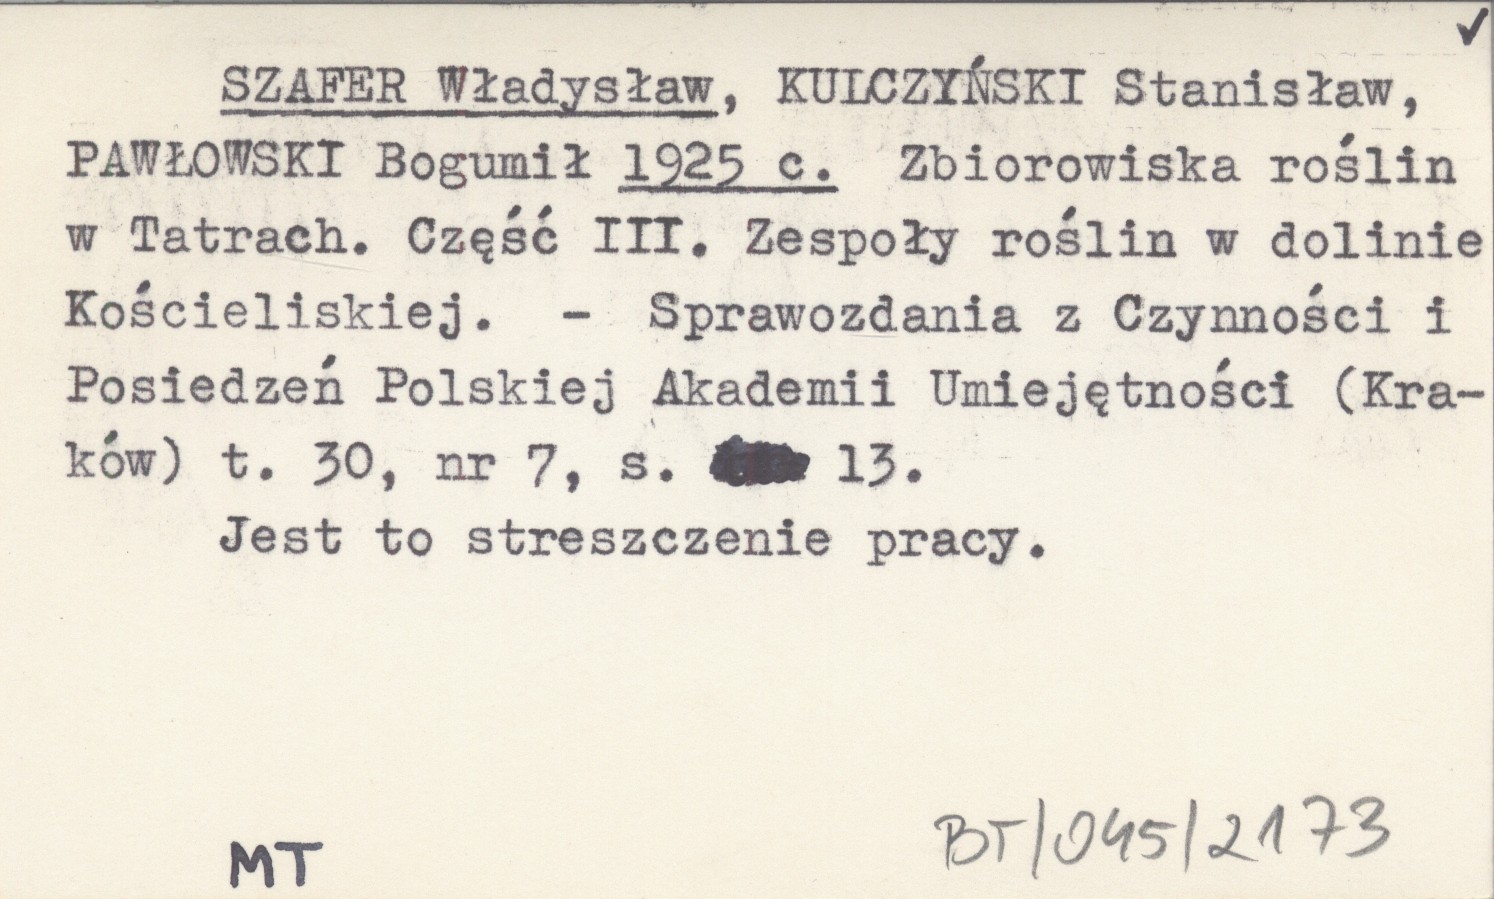 SZAFER Władysław, KULCZYŃSKI Stanisław,
PAWŁOWSKI Bogumił 1925 c. Zbiorowiska roślin
w Tatrach. Część III. Zespoły roślin w dolinie
Kościeliskiej. - Sprawozdania z Czynności i
Posiedzeń Polskiej Akademii Umiejętności (Kra-
ków) t. 30, nr 7, s. 13.
Jest to streszczenie pracy.
BT/045/2173
MT